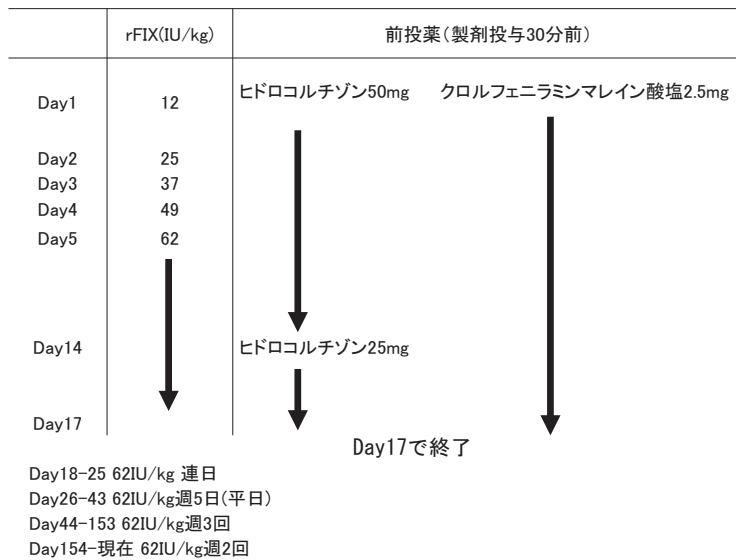 rFIX(IU/kg) 前投薬(製剤投与30分前)
Day1 12 ヒドロコルチゾン50mg クロルフェニラミンマレイン酸塩2.5mg
Day2 25
Day3 37
Day4 49
Day5 62
Day14 ヒドロコルチゾン25mg
Day17
Day17で終了
Day18-25 62IU/kg 連日
Day26-43 62IU/kg週5日(平日)
Day44-153 62IU/kg週3回
Day154-現在 62IU/kg週2回